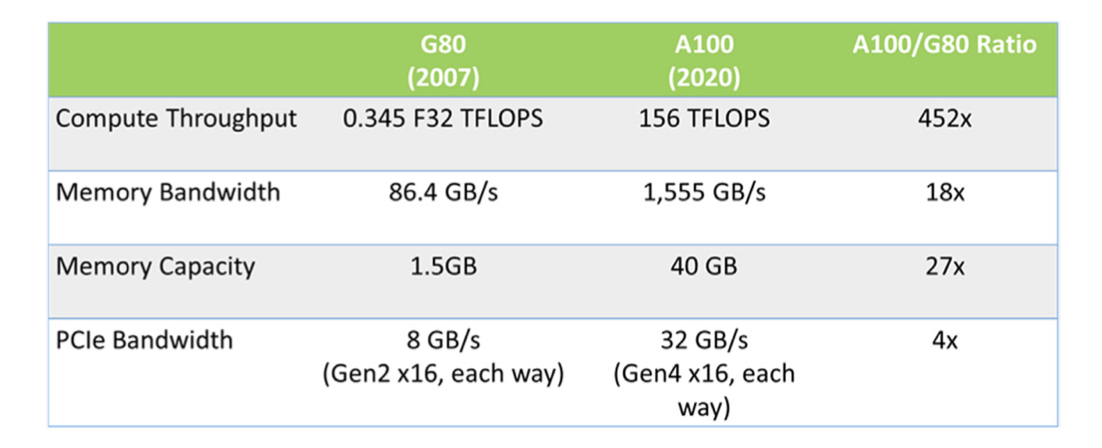 G80 A100 A100/G80 Ratio
(2007) (2020)
Compute Throughput 0.345 F32 TFLOPS 156 TFLOPS 452x
Memory Bandwidth 86.4 GB/s 1,555 GB/s 18x
Memory Capacity 1.5GB 40 GB 27x
PCIe Bandwidth 8 GB/s 32 GB/s 4x
(Gen2 x16, each way) (Gen4 x16, each
way)